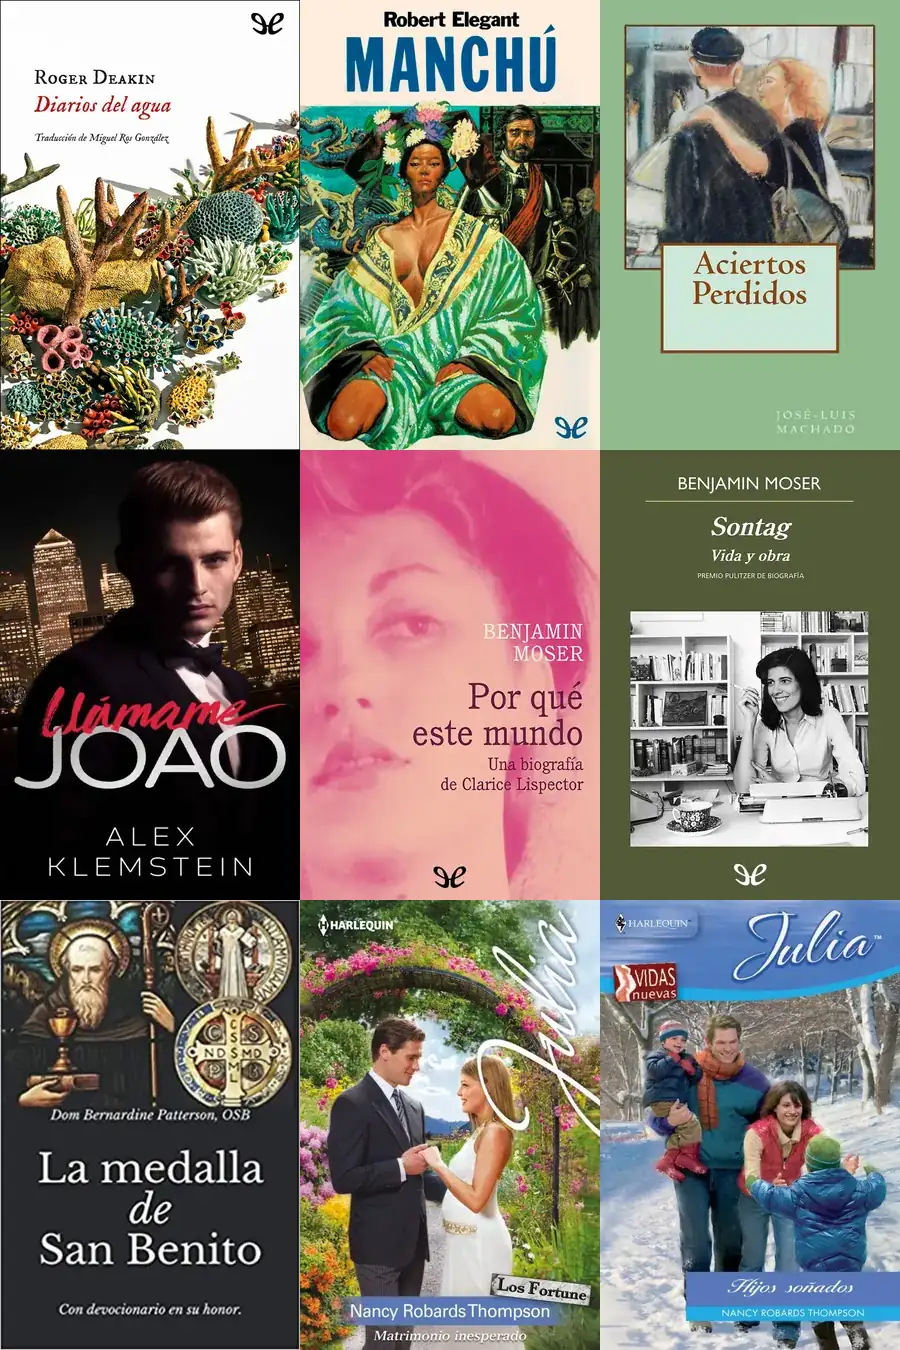 ROGER DEAKIN
Diarios del agua
Traducción de Miguel Ros González
Robert Elegant
MANCHÚ
Aciertos
Perdidos
JOSÉ-LUIS
MACHADO
llámame
JOAO
ALEX
KLEMSTEIN
BENJAMIN
MOSER
Por qué
este mundo
Una biografía
de Clarice Lispector
BENJAMIN MOSER
Sontag
Vida y obra
PREMIO PULITZER DE BIOGRAFÍA
Dom Bernardine Patterson, OSB
La medalla
de
San Benito
Con devocionario en su honor.
HARLEQUIN™
Julia
Los Fortune
Nancy Robards Thompson
Matrimonio inesperado
HARLEQUIN™
Julia™
VIDAS
nuevas
Hijos soñados
NANCY ROBARDS THOMPSON